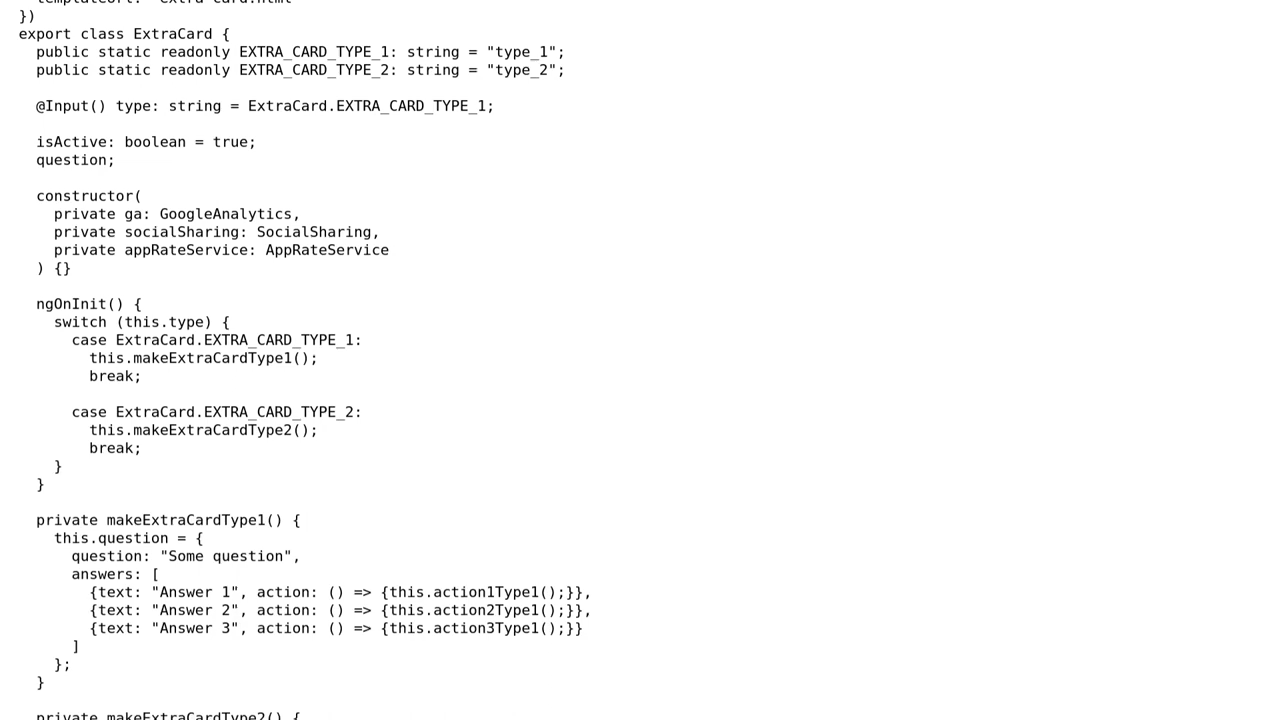 })
export class ExtraCard {
  public static readonly EXTRA_CARD_TYPE_1: string = "type_1";
  public static readonly EXTRA_CARD_TYPE_2: string = "type_2";

  @Input() type: string = ExtraCard.EXTRA_CARD_TYPE_1;

  isActive: boolean = true;
  question;

  constructor(
    private ga: GoogleAnalytics,
    private socialSharing: SocialSharing,
    private appRateService: AppRateService
  ) {}

  ngOnInit() {
    switch (this.type) {
      case ExtraCard.EXTRA_CARD_TYPE_1:
        this.makeExtraCardType1();
        break;

      case ExtraCard.EXTRA_CARD_TYPE_2:
        this.makeExtraCardType2();
        break;
    }
  }

  private makeExtraCardType1() {
    this.question = {
      question: "Some question",
      answers: [
        {text: "Answer 1", action: () => {this.action1Type1();}},
        {text: "Answer 2", action: () => {this.action2Type1();}},
        {text: "Answer 3", action: () => {this.action3Type1();}}
      ]
    };
  }

  private makeExtraCardType2() {